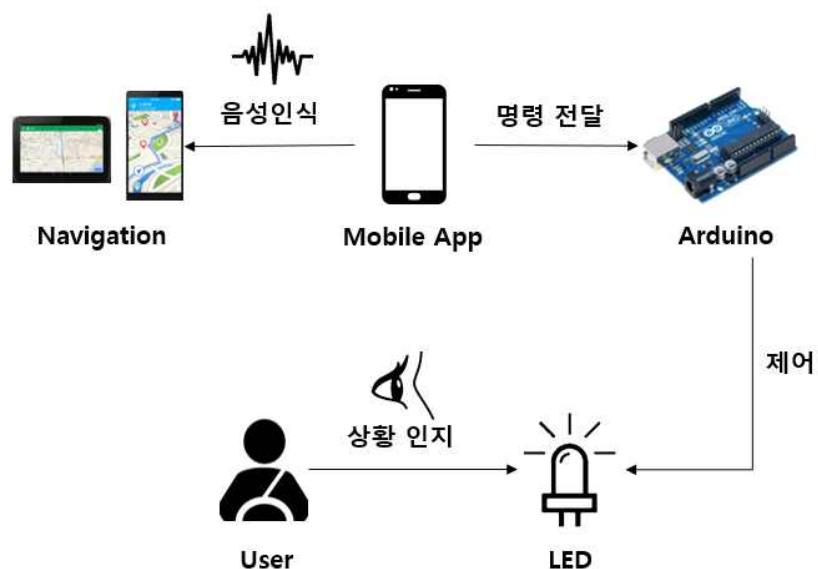 음성인식
명령 전달
Navigation
Mobile App
Arduino
제어
상황 인지
User
LED